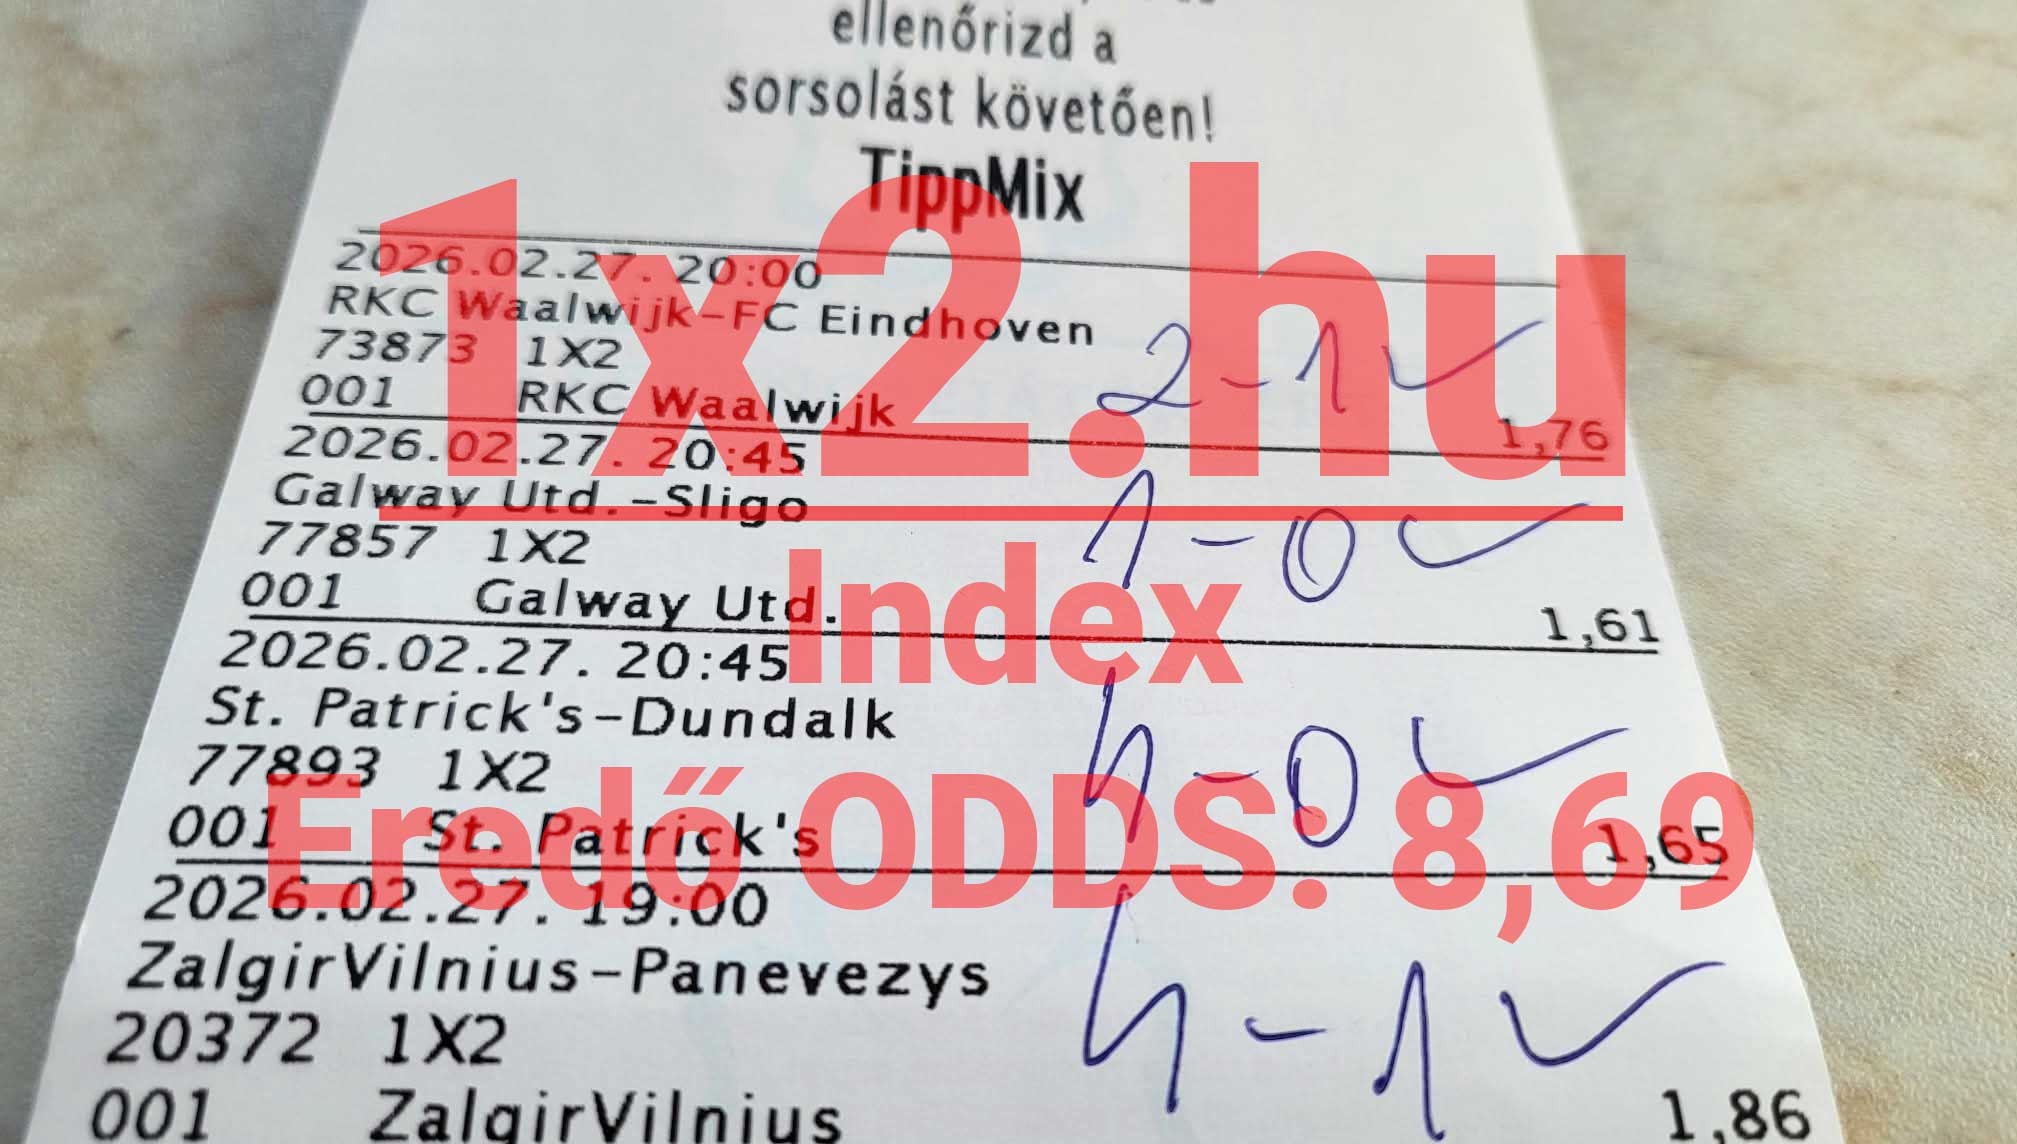 ellenőrizd a
sorsolást követően!
TippMix
2026.02.27. 20:00
RKC Waalwijk-FC Eindhoven
73873 1X2
001 RKC Waalwijk 1,76
2-1
2026.02.27. 20:45
Galway Utd.-Sligo
77857 1X2
001 Galway Utd. 1,61
1-0
2026.02.27. 20:45
St. Patrick's-Dundalk
77893 1X2
001 St. Patrick's 1,65
4-0
2026.02.27. 19:00
ZalgirVilnius-Panevezys
20372 1X2
001 ZalgirVilnius 1,86
4-1
1x2.hu
Index
Eredő ODDS: 8,69